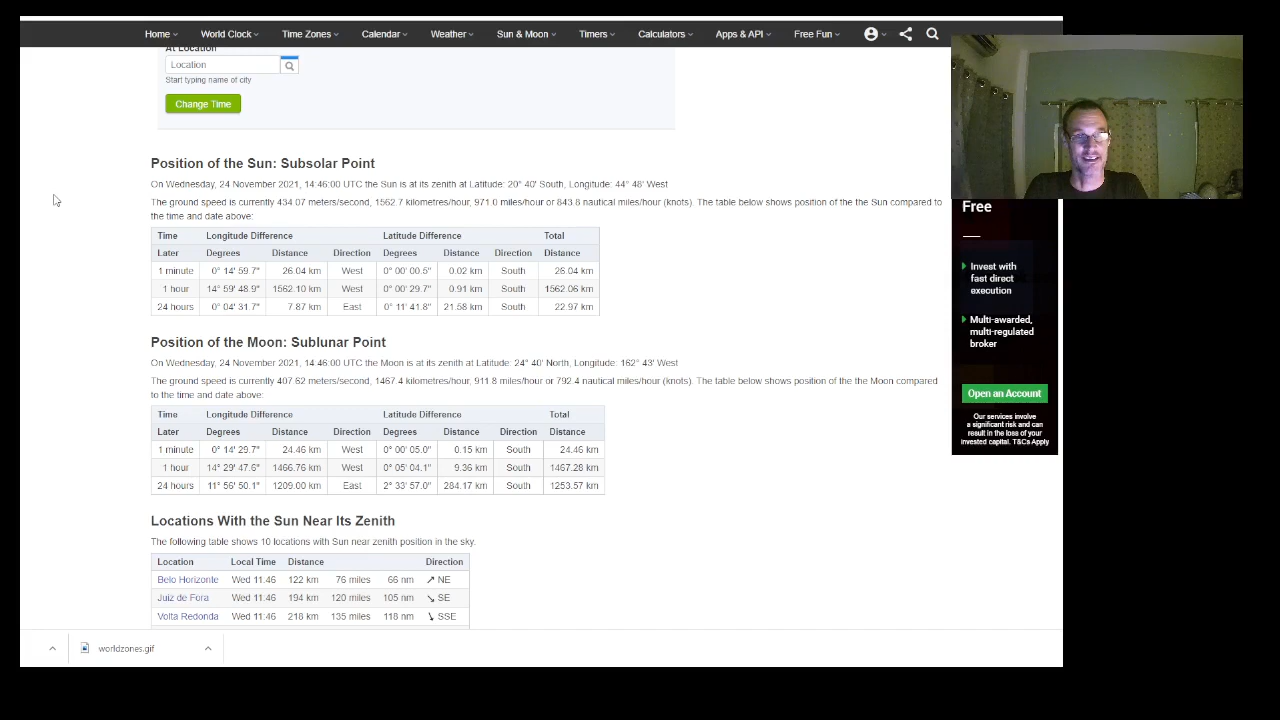 Home World Clock Time Zones Calendar Weather Sun & Moon Timers Calculators Apps & API Free Fun
At Location
Location
Start typing name of city
Change Time
Position of the Sun: Subsolar Point
On Wednesday, 24 November 2021, 14:46:00 UTC the Sun is at its zenith at Latitude: 20° 40' South, Longitude: 44° 48' West
The ground speed is currently 434.07 meters/second, 1562.7 kilometres/hour, 971.0 miles/hour or 843.8 nautical miles/hour (knots). The table below shows position of the the Sun compared to
the time and date above:
Time Longitude Difference Latitude Difference Total
Later Degrees Distance Direction Degrees Distance Direction Distance
1 minute 0° 14' 59.7" 26.04 km West 0° 00' 00.5" 0.02 km South 26.04 km
1 hour 14° 59' 48.9" 1562.10 km West 0° 00' 29.7" 0.91 km South 1562.06 km
24 hours 0° 04' 31.7" 7.87 km East 0° 11' 41.8" 21.58 km South 22.97 km
Position of the Moon: Sublunar Point
On Wednesday, 24 November 2021, 14:46:00 UTC the Moon is at its zenith at Latitude: 24° 40' North, Longitude: 162° 43' West
The ground speed is currently 407.62 meters/second, 1467.4 kilometres/hour, 911.8 miles/hour or 792.4 nautical miles/hour (knots). The table below shows position of the the Moon compared
to the time and date above:
Time Longitude Difference Latitude Difference Total
Later Degrees Distance Direction Degrees Distance Direction Distance
1 minute 0° 14' 29.7" 24.46 km West 0° 00' 05.0" 0.15 km South 24.46 km
1 hour 14° 29' 47.6" 1466.76 km West 0° 05' 04.1" 9.36 km South 1467.28 km
24 hours 11° 56' 50.1" 1209.00 km East 2° 33' 57.0" 284.17 km South 1253.57 km
Locations With the Sun Near Its Zenith
The following table shows 10 locations with Sun near zenith position in the sky.
Location Local Time Distance Direction
Belo Horizonte Wed 11:46 122 km 76 miles 66 nm ↗ NE
Juiz de Fora Wed 11:46 194 km 120 miles 105 nm ↘ SE
Volta Redonda Wed 11:46 218 km 135 miles 118 nm ↘ SSE
worldzones.gif
Free
Invest with
fast direct
execution
Multi-awarded,
multi-regulated
broker
Open an Account
Our services involve
a significant risk and can
result in the loss of your
invested capital. T&Cs Apply